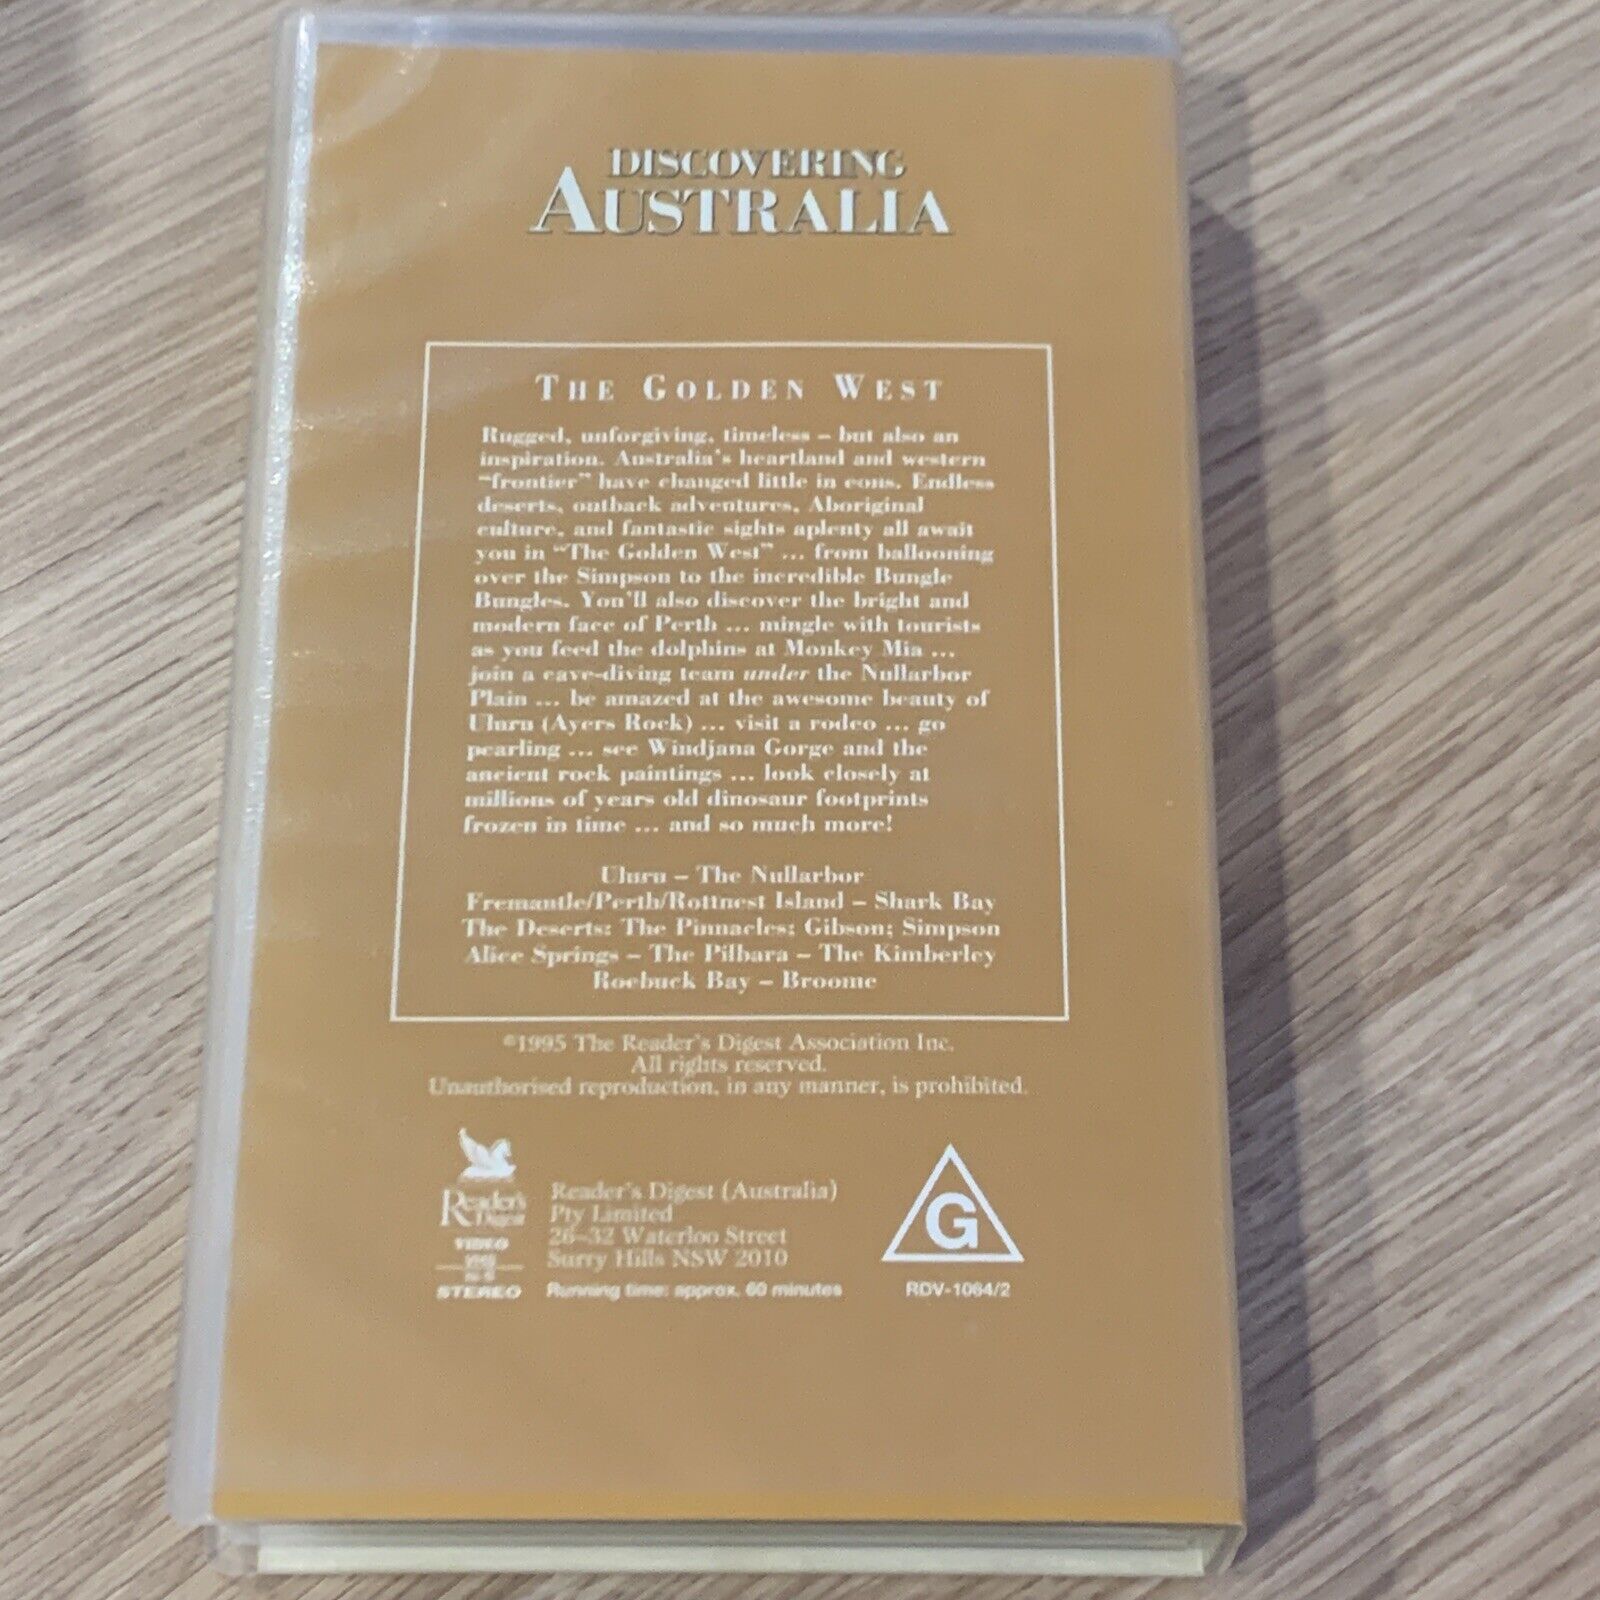 DISCOVERING
AUSTRALIA
THE GOLDEN WEST
Rugged, unforgiving, timeless – but also an
inspiration. Australia's heartland and western
"frontier" have changed little in eons. Endless
deserts, outback adventures, Aboriginal
culture, and fantastic sights aplenty all await
you in "The Golden West" ... from ballooning
over the Simpson to the incredible Bungle
Bungles. You'll also discover the bright and
modern face of Perth ... mingle with tourists
as you feed the dolphins at Monkey Mia ...
join a cave-diving team under the Nullarbor
Plain ... be amazed at the awesome beauty of
Uluru (Ayers Rock) ... visit a rodeo ... go
pearling ... see Windjana Gorge and the
ancient rock paintings ... look closely at
millions of years old dinosaur footprints
frozen in time ... and so much more!
Uluru – The Nullarbor
Fremantle/Perth/Rottnest Island – Shark Bay
The Deserts: The Pinnacles; Gibson; Simpson
Alice Springs – The Pilbara – The Kimberley
Roebuck Bay – Broome
©1995 The Reader's Digest Association Inc.
All rights reserved.
Unauthorised reproduction, in any manner, is prohibited.
Reader's Digest
VIDEO
STEREO
Reader's Digest (Australia)
Pty Limited
26–32 Waterloo Street
Surry Hills NSW 2010
Running time: approx. 60 minutes
G
RDV-1064/2